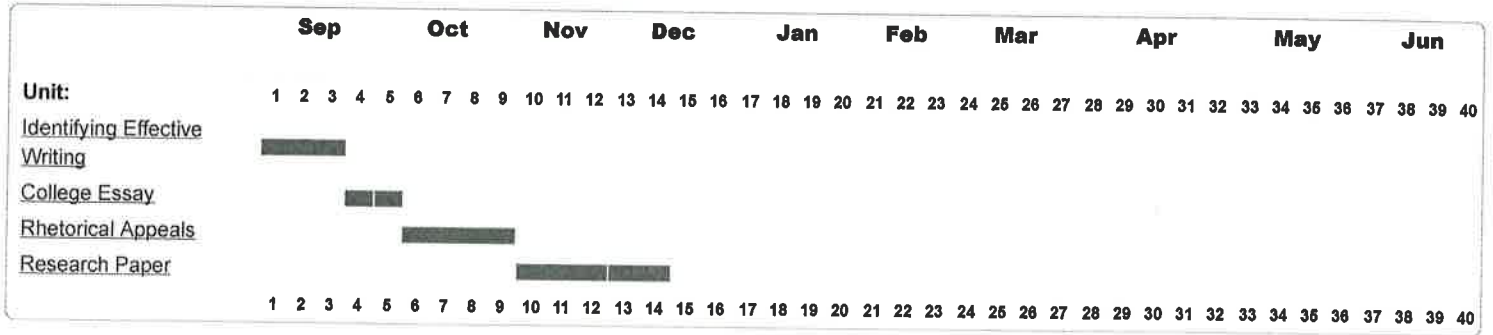 Sep Oct Nov Dec Jan Feb Mar Apr May Jun
Unit: 1 2 3 4 5 6 7 8 9 10 11 12 13 14 15 16 17 18 19 20 21 22 23 24 25 26 27 28 29 30 31 32 33 34 35 36 37 38 39 40
Identifying Effective
Writing
College Essay
Rhetorical Appeals
Research Paper
1 2 3 4 5 6 7 8 9 10 11 12 13 14 15 16 17 18 19 20 21 22 23 24 25 26 27 28 29 30 31 32 33 34 35 36 37 38 39 40